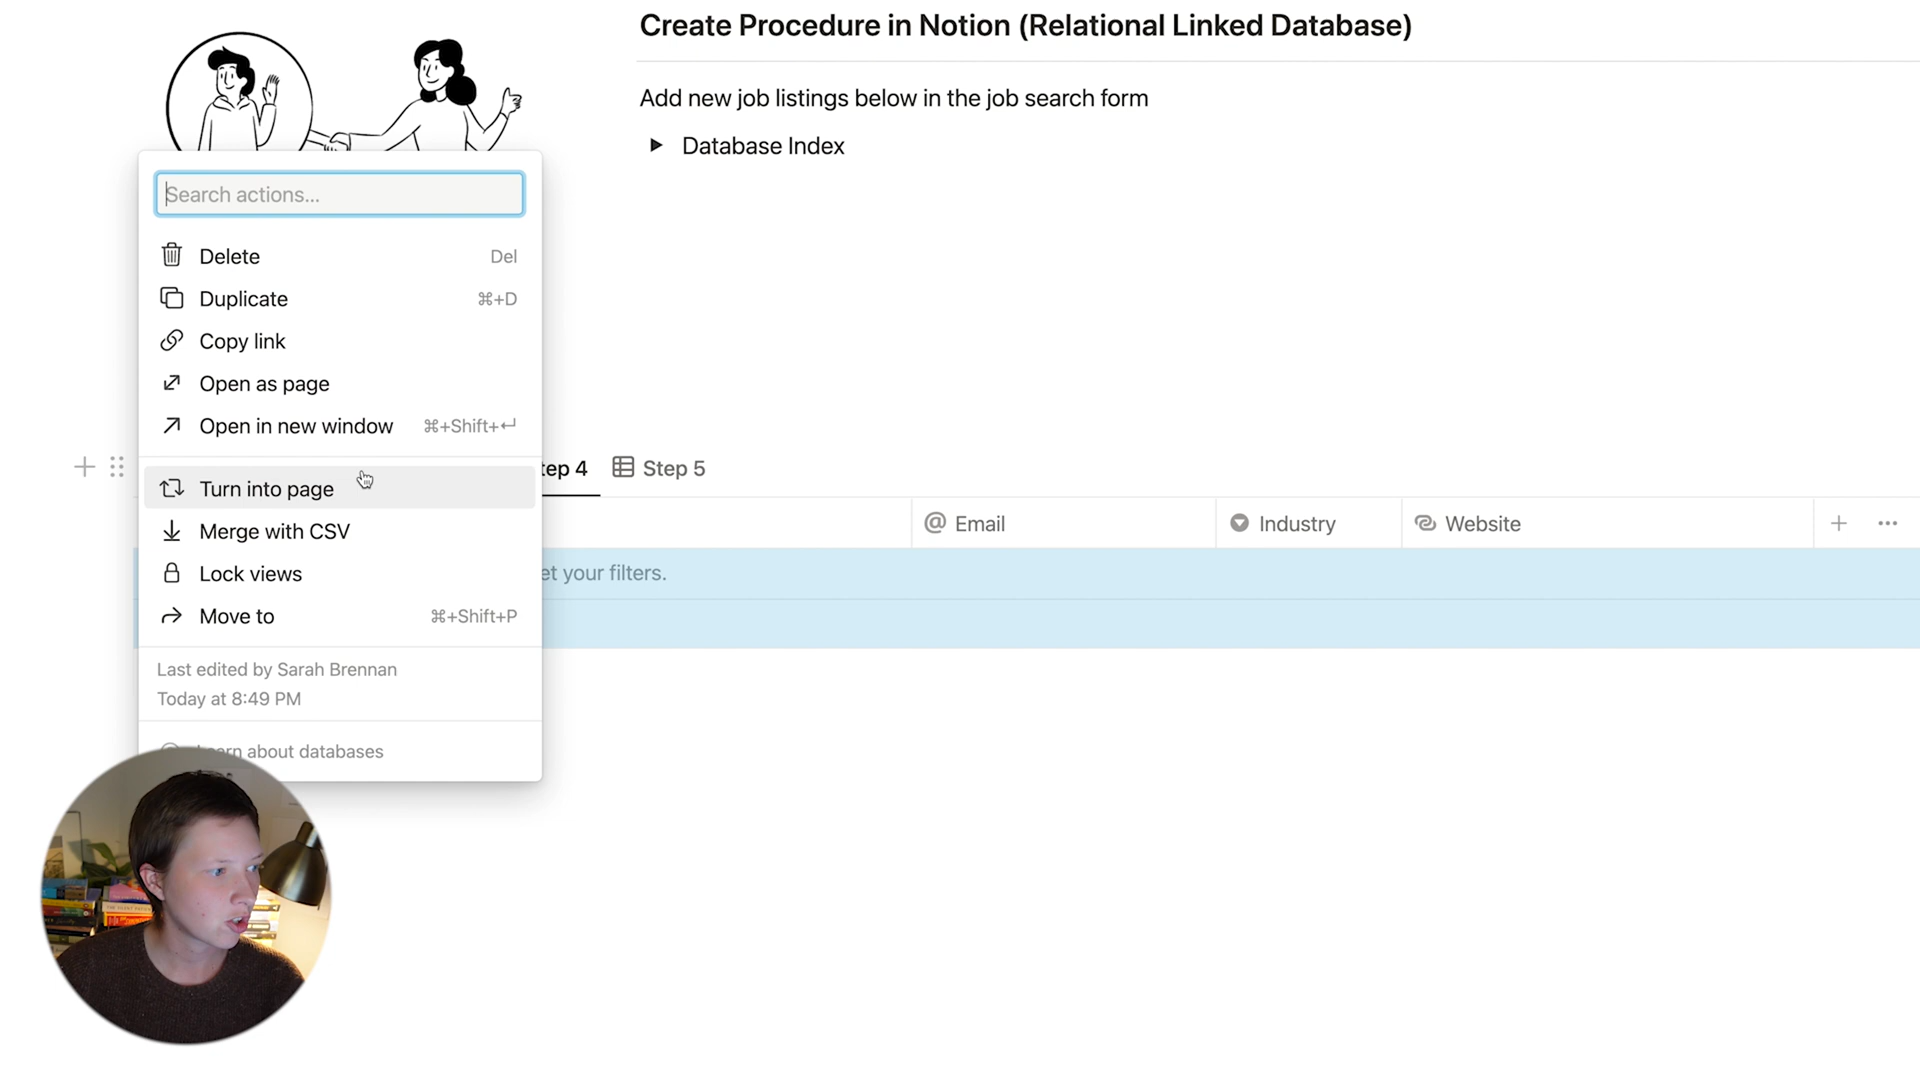 Create Procedure in Notion (Relational Linked Database)
Add new job listings below in the job search form
Database Index
Search actions...
Delete Del
Duplicate ⌘+D
Copy link
Open as page
Open in new window ⌘+Shift+↵
Turn into page
Merge with CSV
Lock views
Move to ⌘+Shift+P
Last edited by Sarah Brennan
Today at 8:49 PM
about databases
tep 4 Step 5
Email Industry Website
et your filters.